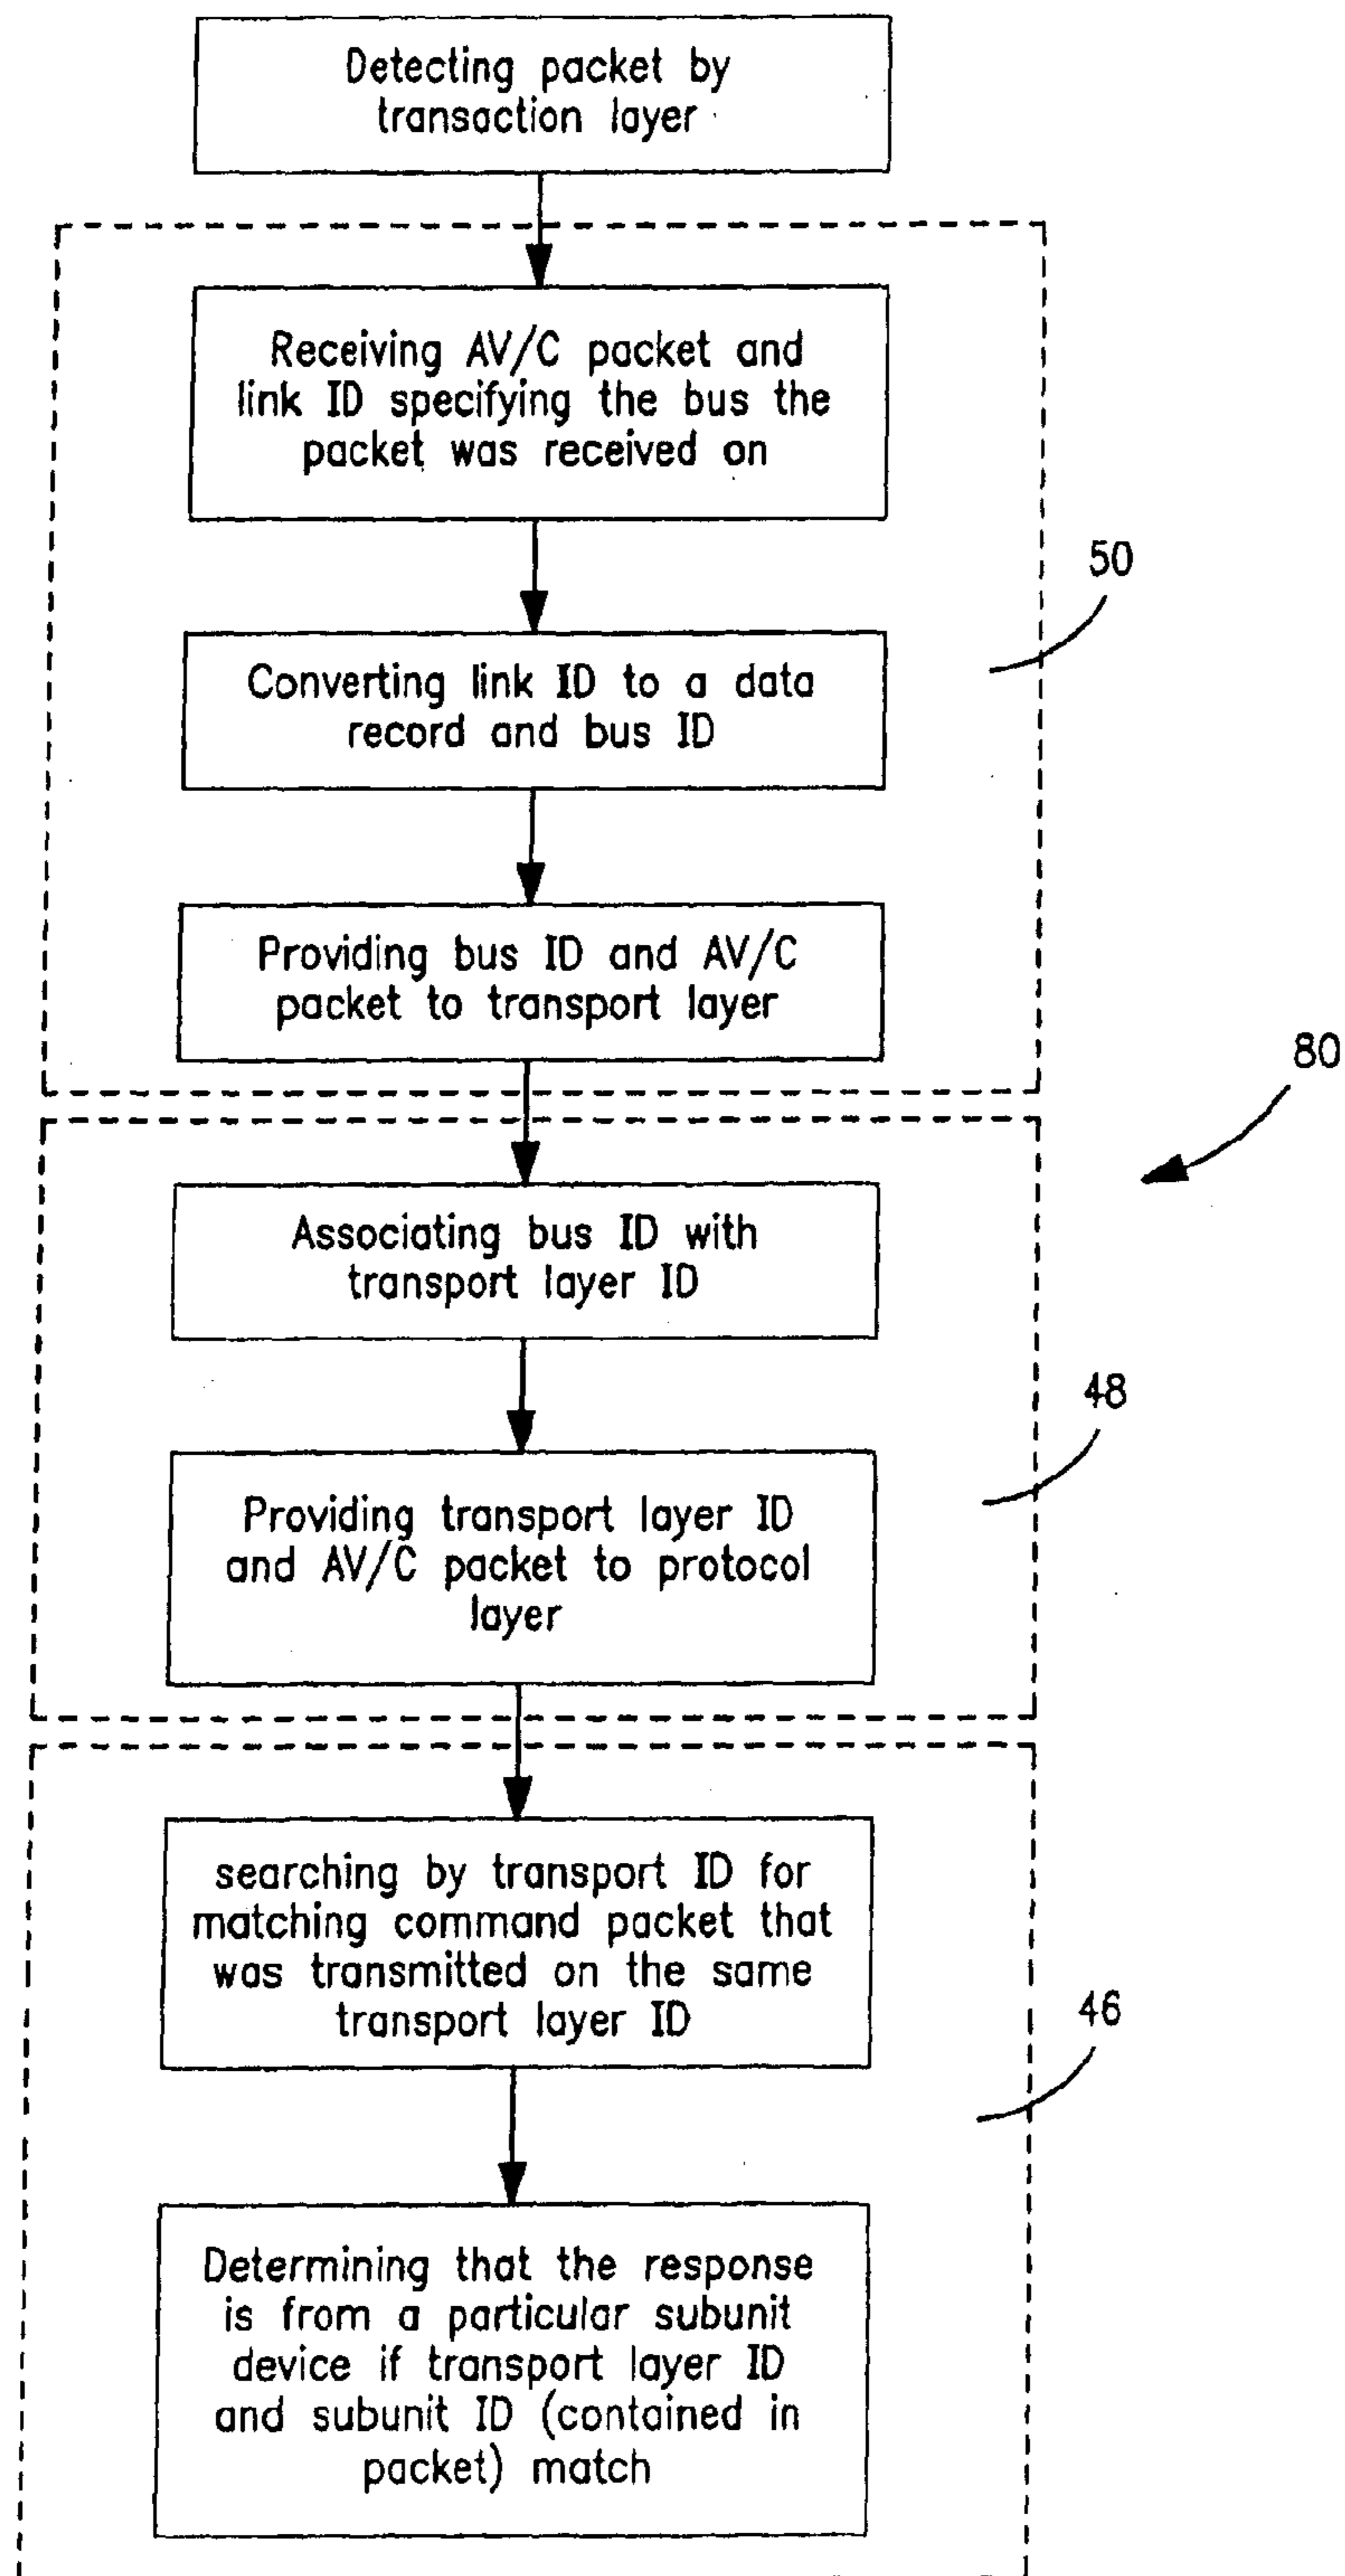 Detecting packet by
transaction layer
Receiving AV/C packet and
link ID specifying the bus the
packet was received on
50
Converting link ID to a data
record and bus ID
Providing bus ID and AV/C
packet to transport layer
80
Associating bus ID with
transport layer ID
48
Providing transport layer ID
and AV/C packet to protocol
layer
searching by transport ID for
matching command packet that
was transmitted on the same
transport layer ID
46
Determining that the response
is from a particular subunit
device if transport layer ID
and subunit ID (contained in
packet) match